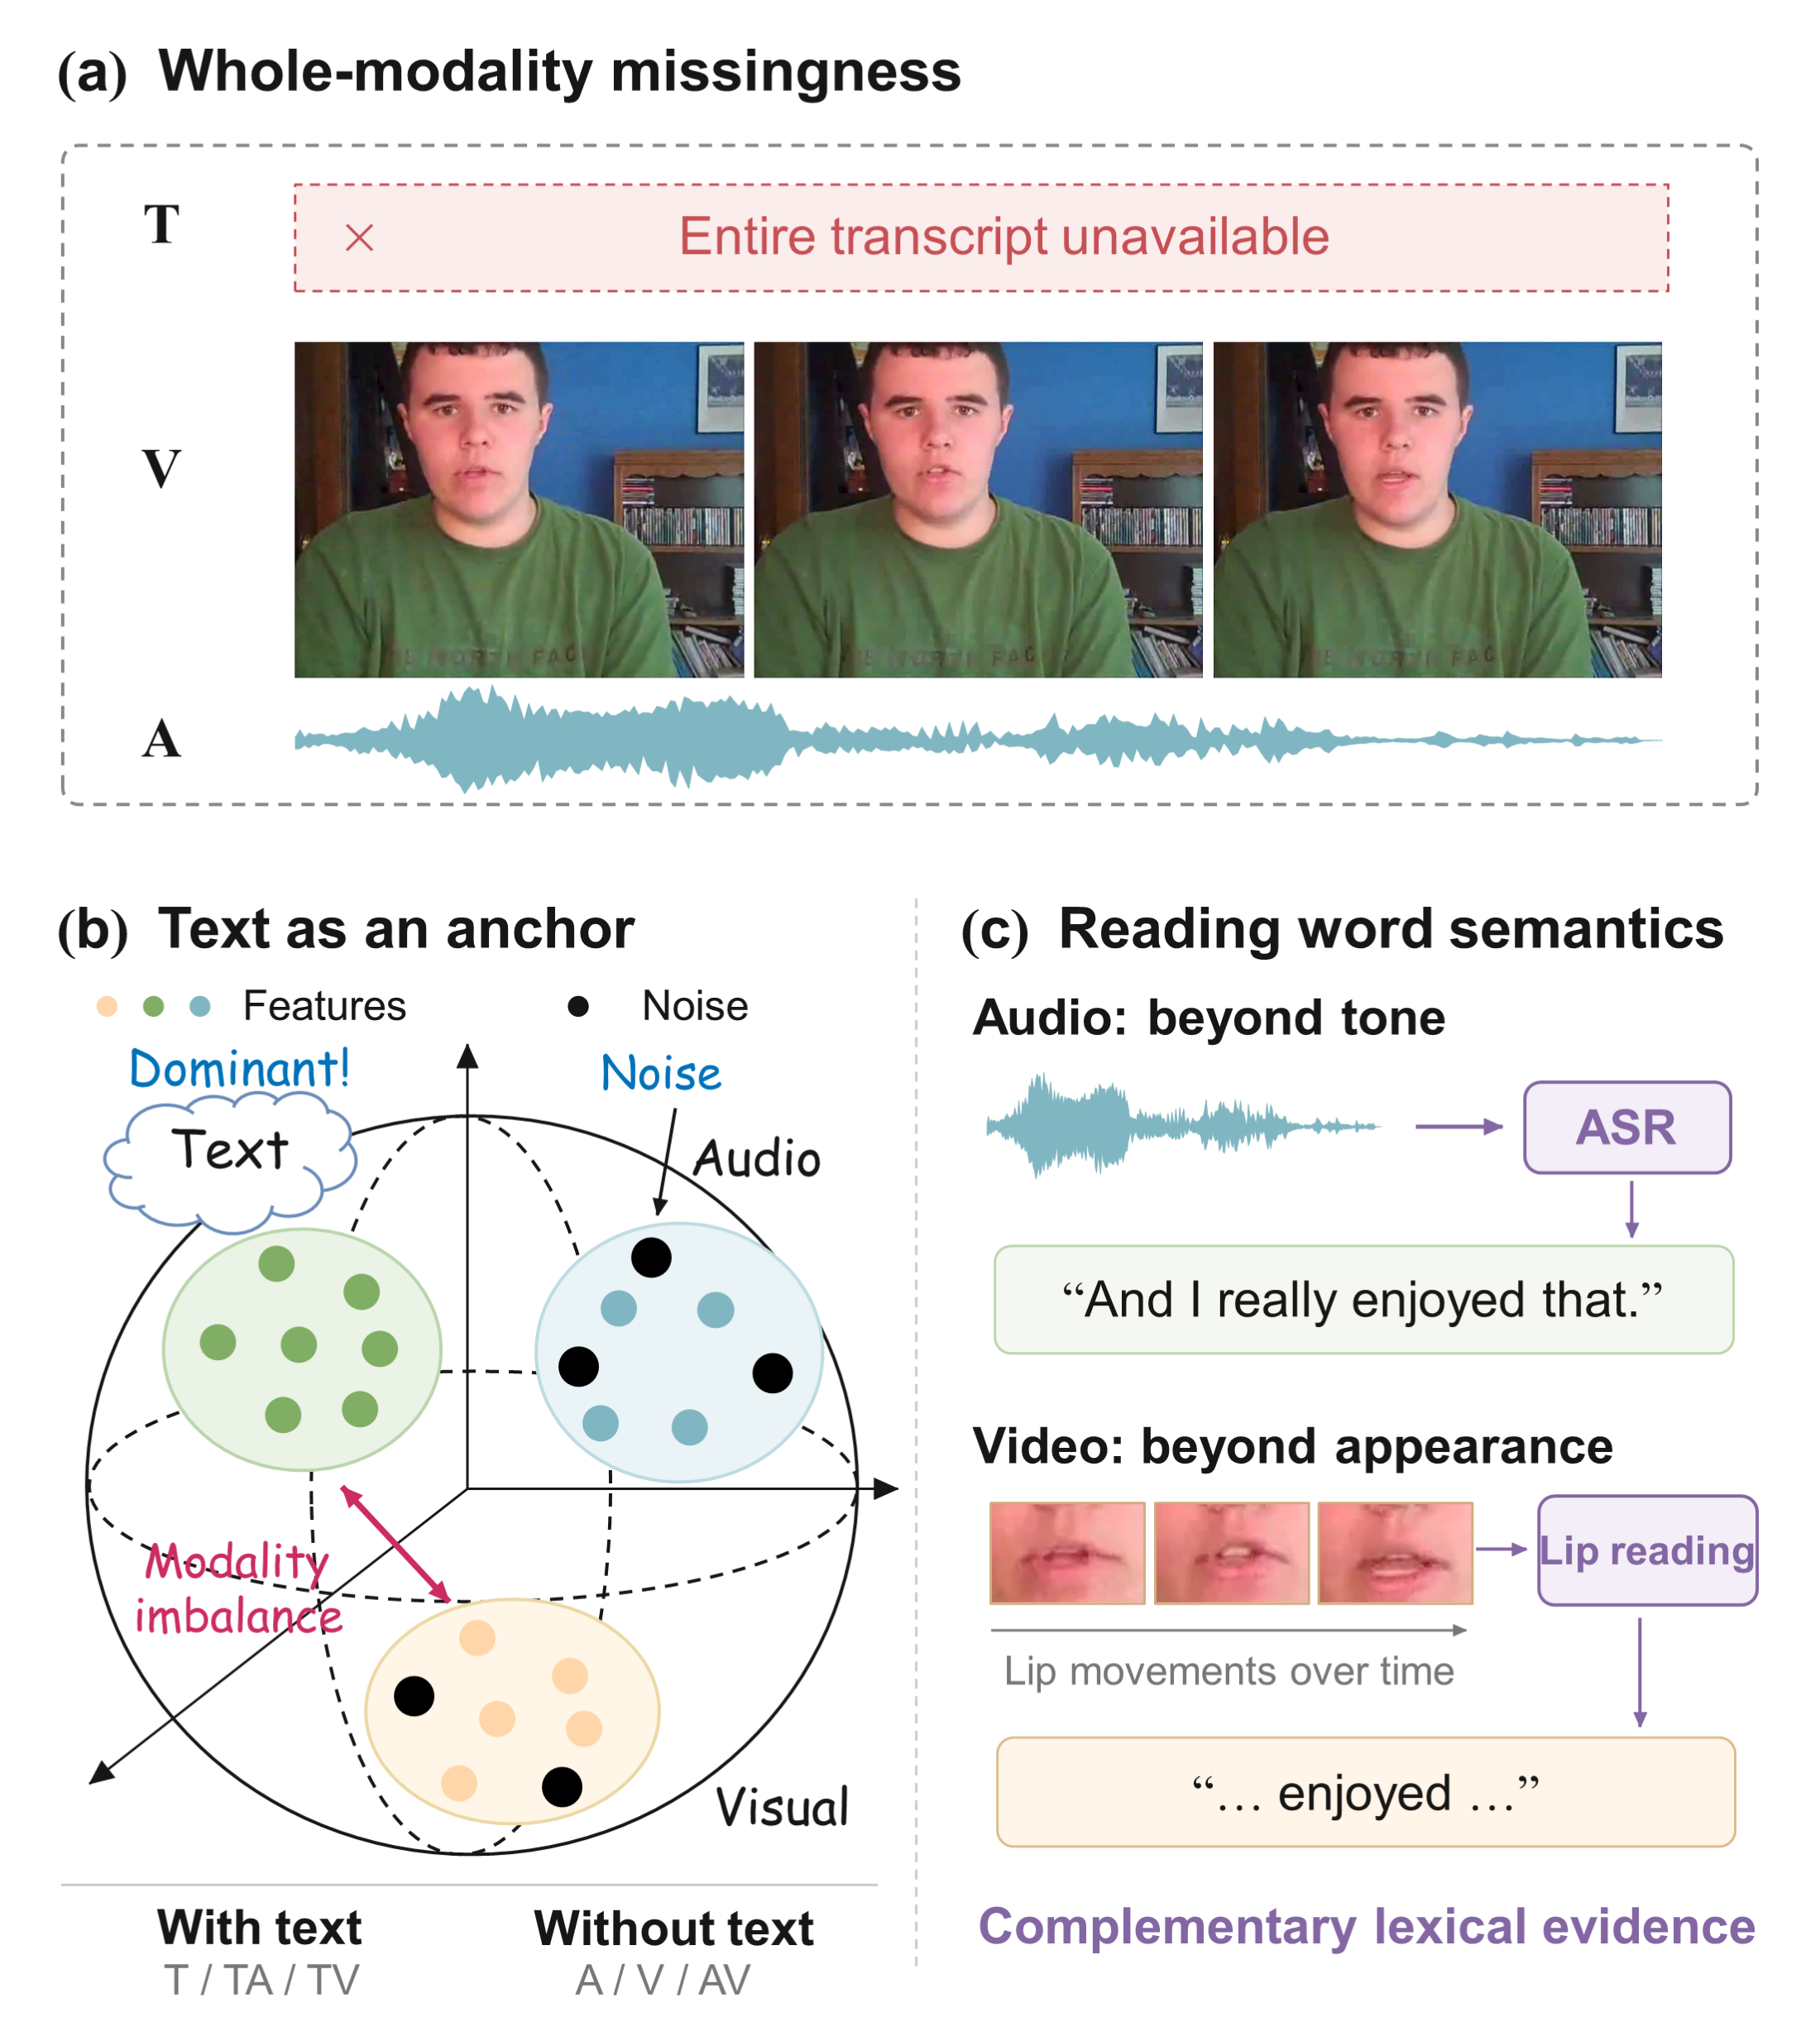 (a) Whole-modality missingness
T
× Entire transcript unavailable
V
A
(b) Text as an anchor
Features
Noise
Dominant!
Text
Noise
Audio
Modality
imbalance
Visual
With text
T / TA / TV
Without text
A / V / AV
(c) Reading word semantics
Audio: beyond tone
ASR
“And I really enjoyed that.”
Video: beyond appearance
Lip reading
Lip movements over time
“… enjoyed …”
Complementary lexical evidence